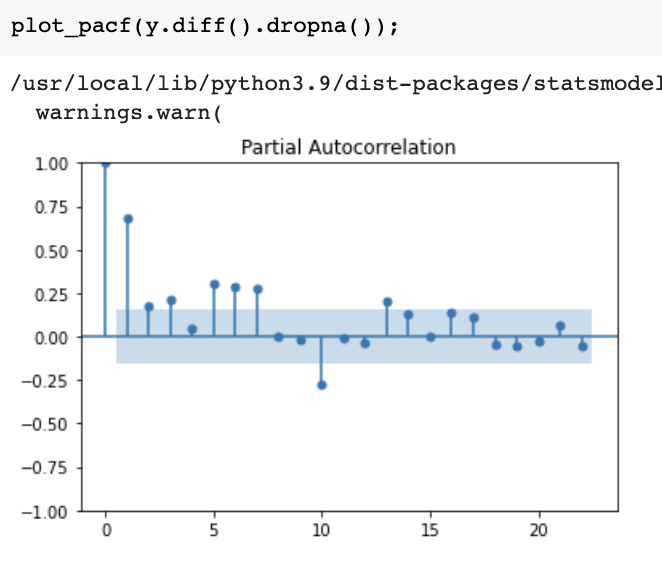 plot_pacf(y.diff().dropna());
/usr/local/lib/python3.9/dist-packages/statsmodel
warnings.warn(
Partial Autocorrelation
1.00
0.75
0.50
0.25
0.00
−0.25
−0.50
−0.75
−1.00
0 5 10 15 20